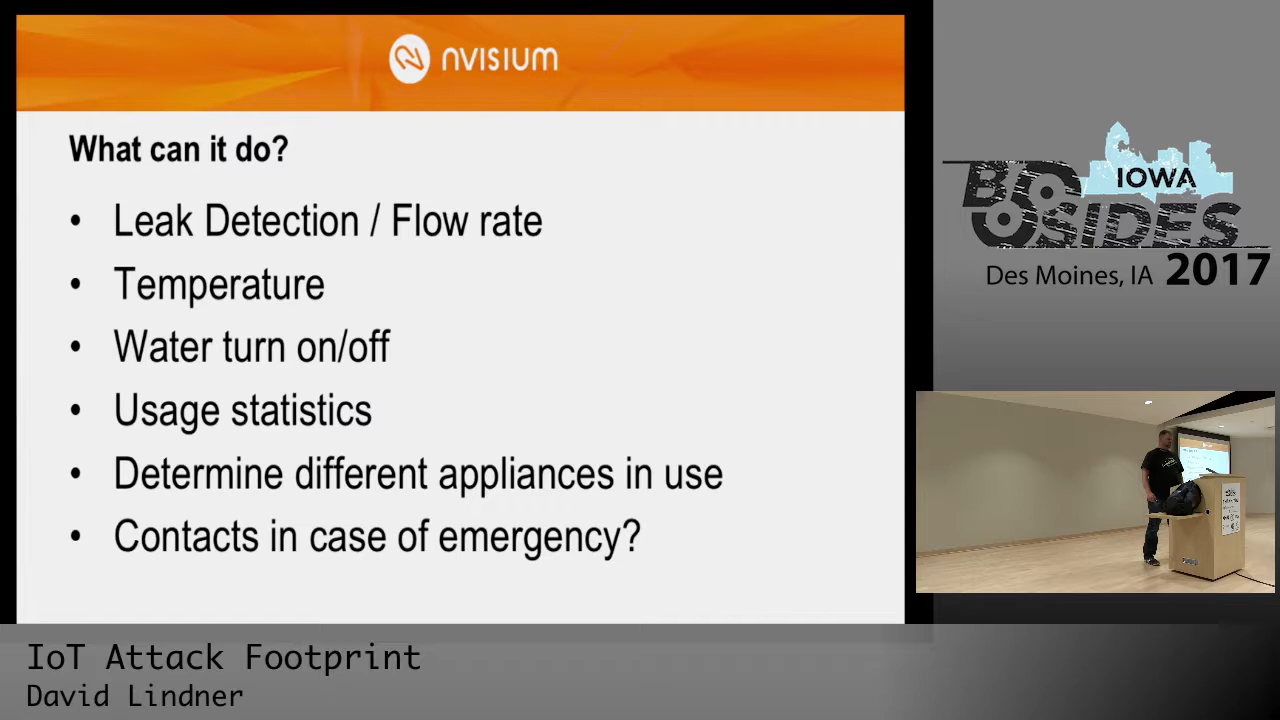 nVISIUM
What can it do?
• Leak Detection / Flow rate
• Temperature
• Water turn on/off
• Usage statistics
• Determine different appliances in use
• Contacts in case of emergency?
IOWA
BSIDES
Des Moines, IA 2017
IoT Attack Footprint
David Lindner